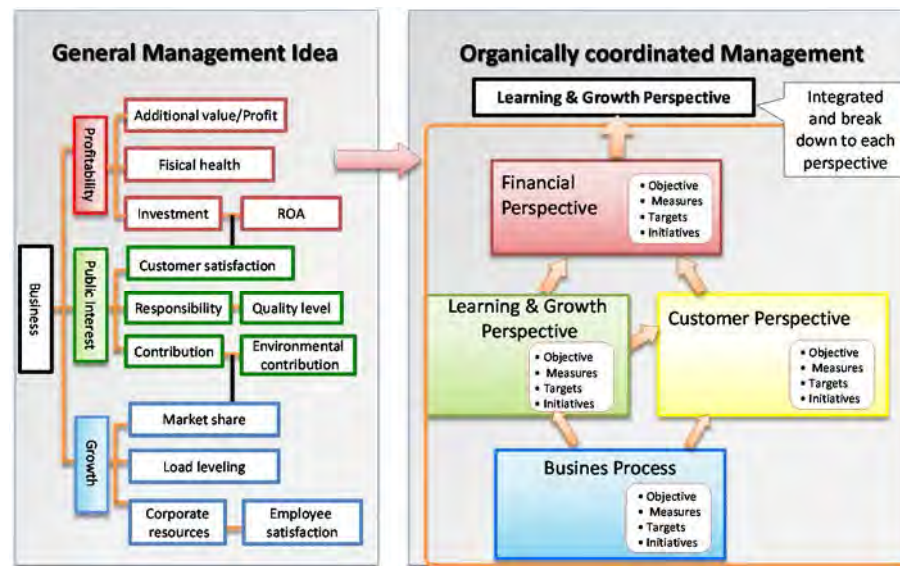 General Management Idea
Business
Profitability
Additional value/Profit
Fisical health
Investment
ROA
Public Interest
Customer satisfaction
Responsibility
Quality level
Contribution
Environmental
contribution
Growth
Market share
Load leveling
Corporate
resources
Employee
satisfaction
Organically coordinated Management
Learning & Growth Perspective
Integrated
and break
down to each
perspective
Financial
Perspective
• Objective
• Measures
• Targets
• Initiatives
Learning & Growth
Perspective
• Objective
• Measures
• Targets
• Initiatives
Customer Perspective
• Objective
• Measures
• Targets
• Initiatives
Busines Process
• Objective
• Measures
• Targets
• Initiatives